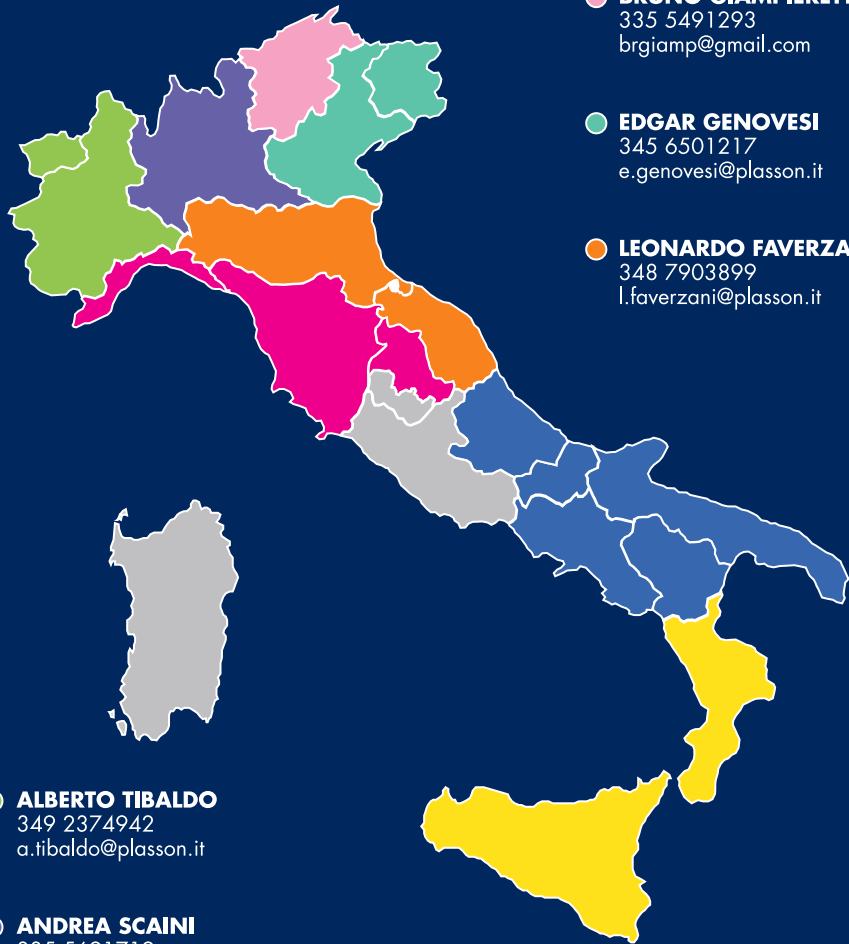 335 5491293
brgiamp@gmail.com
EDGAR GENOVESI
345 6501217
e.genovesi@plasson.it
LEONARDO
348 7903899
l.faverzani@plasson.it
ALBERTO TIBALDO
349 2374942
a.tibaldo@plasson.it
ANDREA SCAINI